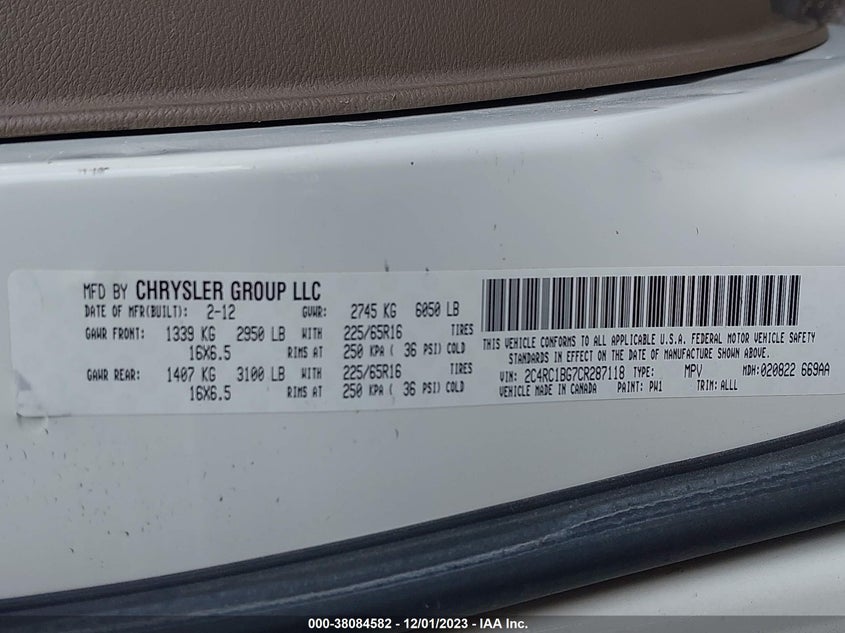 MFD BY CHRYSLER GROUP LLC
DATE OF MFR(BUILT): 2-12 GVWR: 2745 KG 6050 LB
GAWR FRONT: 1339 KG 2950 LB WITH 225/65R16 TIRES
16X6.5 RIMS AT 250 KPA ( 36 PSI) COLD
GAWR REAR: 1407 KG 3100 LB WITH 225/65R16 TIRES
16X6.5 RIMS AT 250 KPA ( 36 PSI) COLD
THIS VEHICLE CONFORMS TO ALL APPLICABLE U.S.A. FEDERAL MOTOR VEHICLE SAFETY
STANDARDS IN EFFECT ON THE DATE OF MANUFACTURE SHOWN ABOVE.
VIN: 2C4RC1BG7CR287118 TYPE: MPV MDH: 020822 669AA
VEHICLE MADE IN CANADA PAINT: PW1 TRIM: ALLL
000-38084582 - 12/01/2023 - IAA Inc.